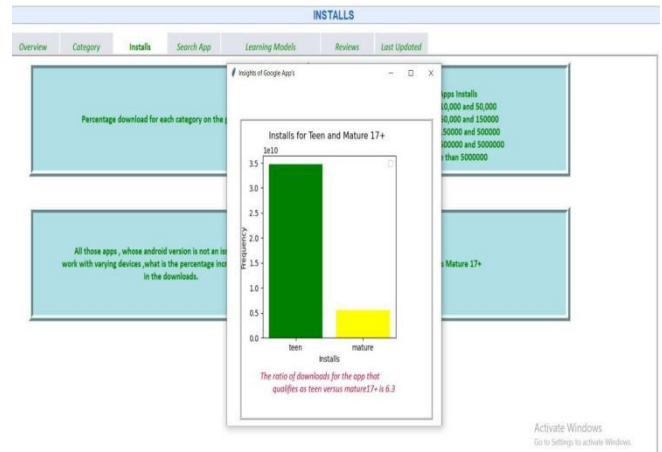 INSTALLS
Overview
Category
Installs
Search App
Learning Models
Reviews
Last Updated
Insights of Google App's
Percentage download for each category on the
Apps Installs
10,000 and 50,000
50,000 and 150000
150000 and 500000
500000 and 5000000
than 5000000
Installs for Teen and Mature 17+
1e10
3.5
3.0
2.5
2.0
1.5
1.0
0.5
0.0
Frequency
teen
mature
Installs
The ratio of downloads for the app that
qualifies as teen versus mature17+ is 6.3
All those apps , whose android version is not an
work with varying devices ,what is the percentage
in the downloads.
Mature 17+
Activate Windows
Go to Settings to activate Windows.